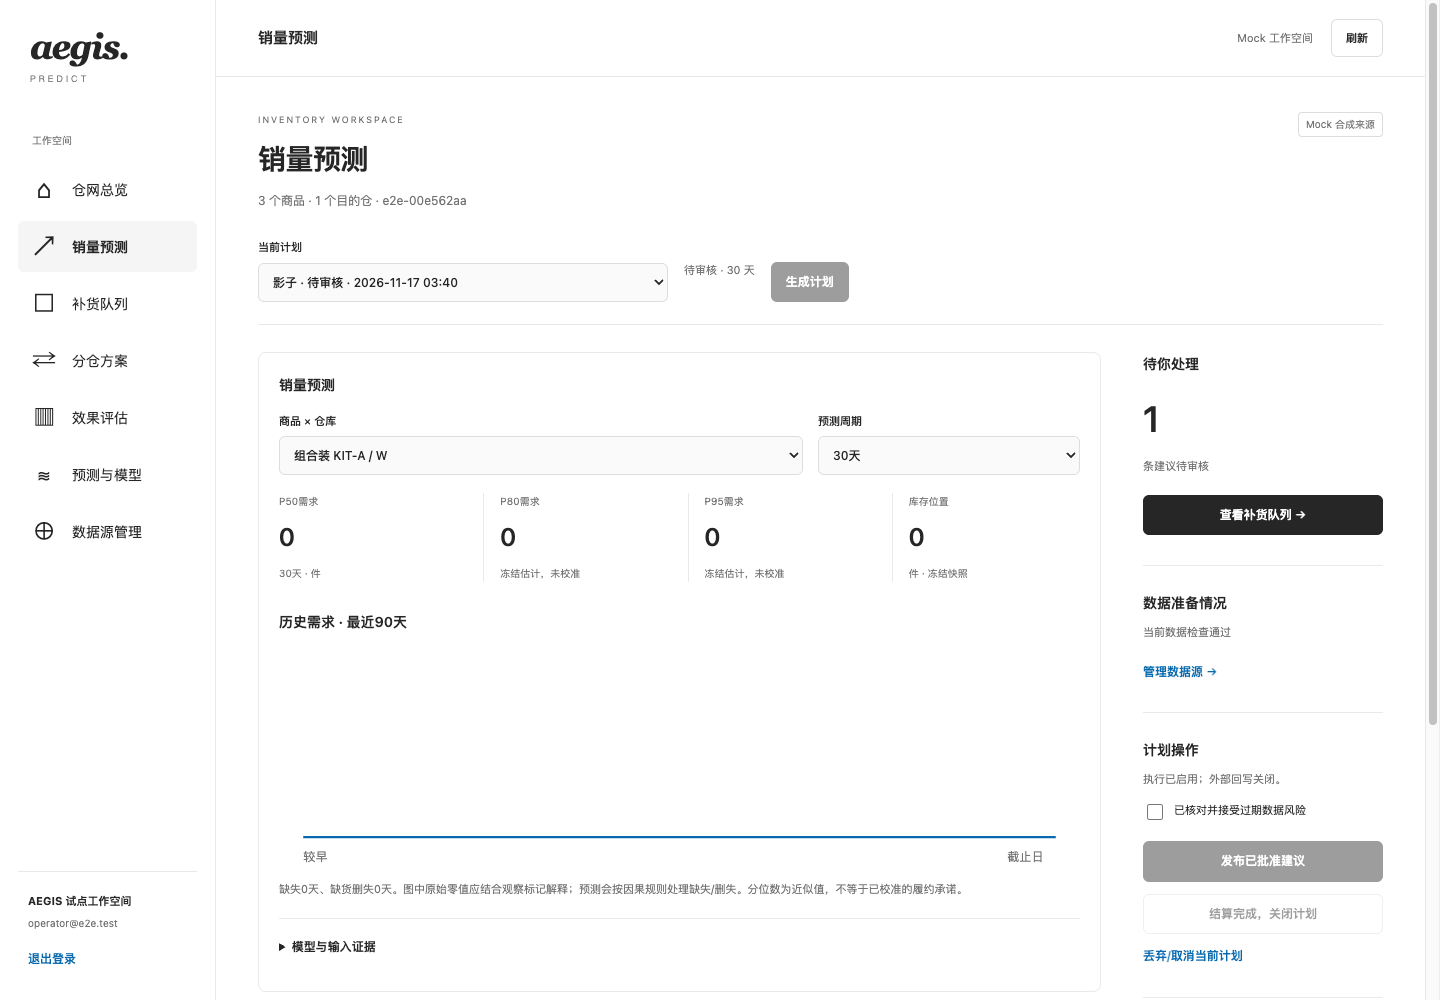 aegis.
PREDICT
工作空间
仓网总览
销量预测
补货队列
分仓方案
效果评估
预测与模型
数据源管理
AEGIS 试点工作空间
operator@e2e.test
退出登录
销量预测
Mock 工作空间
刷新
INVENTORY WORKSPACE
Mock 合成来源
销量预测
3 个商品 · 1 个目的仓 · e2e-00e562aa
当前计划
影子 · 待审核 · 2026-11-17 03:40
待审核 · 30 天
生成计划
销量预测
商品 × 仓库
预测周期
组合装 KIT-A / W
30天
P50需求
P80需求
P95需求
库存位置
0
0
0
0
30天 · 件
冻结估计，未校准
冻结估计，未校准
件 · 冻结快照
历史需求 · 最近90天
较早
截止日
缺失0天、缺货删失0天。图中原始零值应结合观察标记解释；预测会按因果规则处理缺失/删失。分位数为近似值，不等于已校准的履约承诺。
模型与输入证据
待你处理
1
条建议待审核
查看补货队列 →
数据准备情况
当前数据检查通过
管理数据源 →
计划操作
执行已启用；外部回写关闭。
已核对并接受过期数据风险
发布已批准建议
结算完成，关闭计划
丢弃/取消当前计划